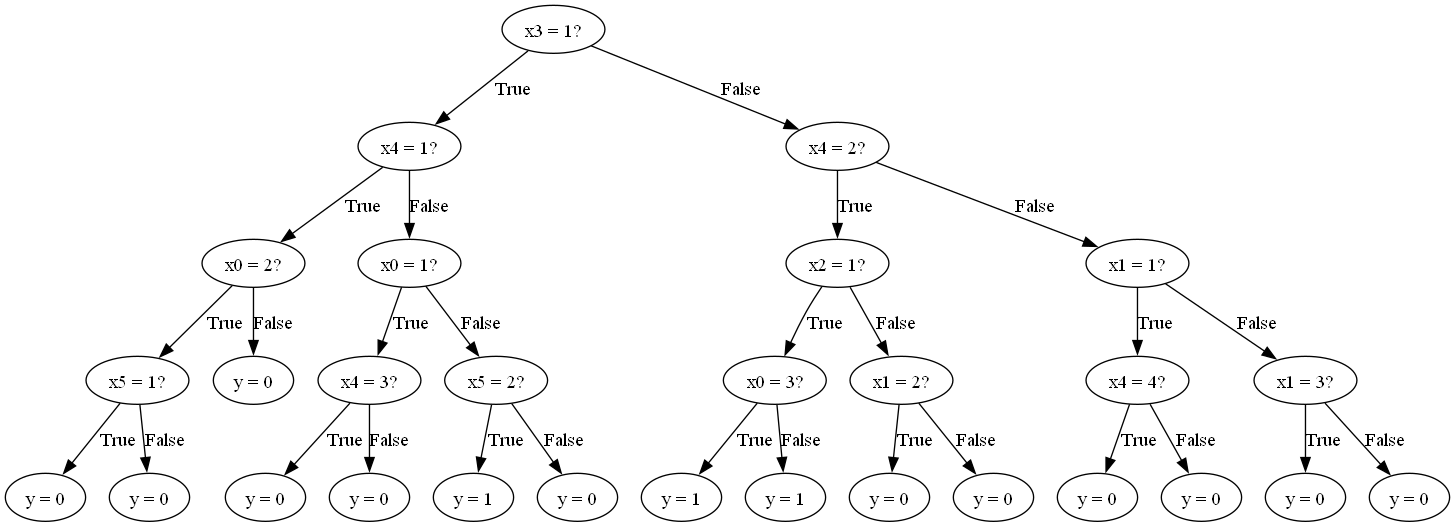 x3 = 1?
True
False
x4 = 1?
x4 = 2?
True
False
True
False
x0 = 2?
x0 = 1?
x2 = 1?
x1 = 1?
True
False
True
False
True
False
True
False
x5 = 1?
y = 0
x4 = 3?
x5 = 2?
x0 = 3?
x1 = 2?
x4 = 4?
x1 = 3?
True
False
True
False
True
False
True
False
True
False
True
False
True
False
y = 0
y = 0
y = 0
y = 0
y = 1
y = 0
y = 1
y = 1
y = 0
y = 0
y = 0
y = 0
y = 0
y = 0